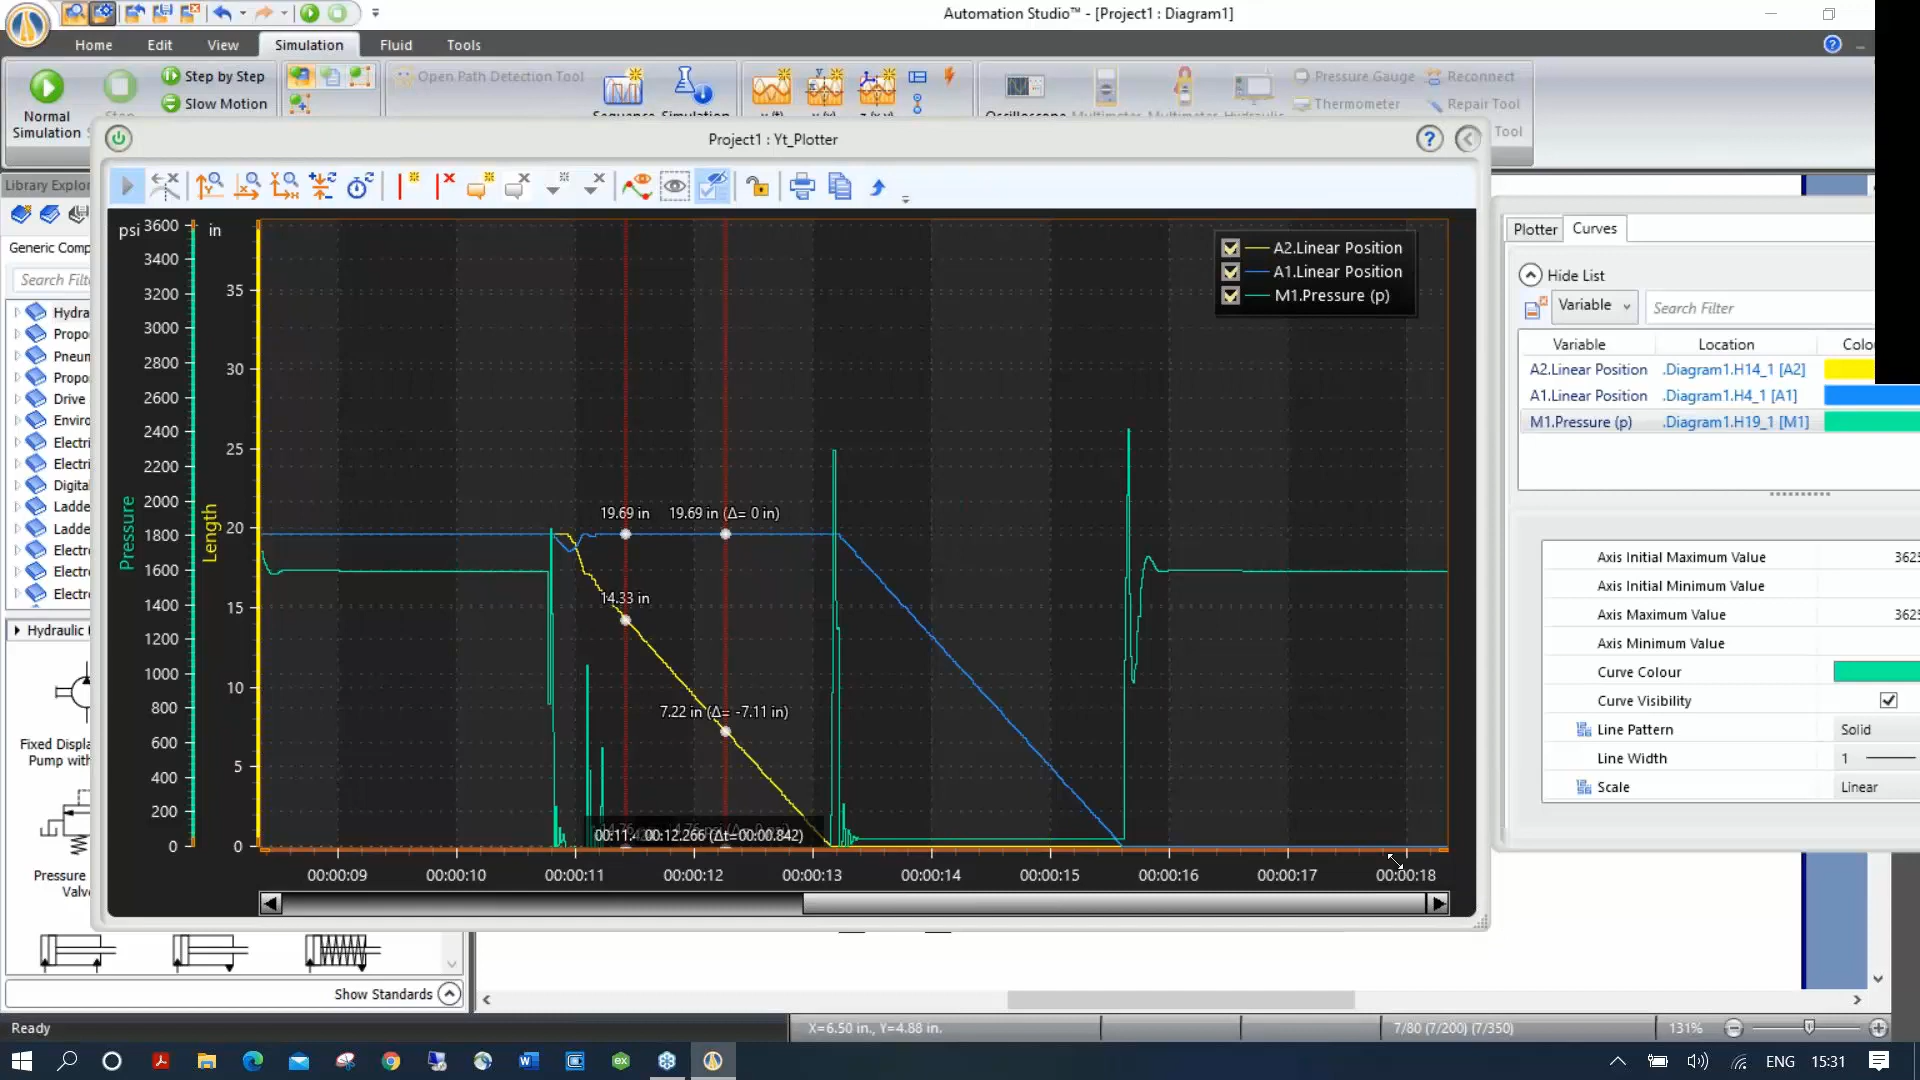 Automation Studio™ - [Project1 : Diagram1]
Home Edit View Simulation Fluid Tools
Step by Step
Slow Motion
Normal
Simulation
Stop
Open Path Detection Tool
Pressure Gauge
Reconnect
Thermometer
Repair Tool
Tool
Project1 : Yt_Plotter
Library Explor
Generic Comp
Search Filt
Hydra
Propo
Pneun
Propo
Drive
Enviro
Electri
Electri
Digita
Ladde
Ladde
Electro
Electro
Electro
Hydraulic
Fixed Displa
Pump with
Pressure
Valv
Show Standards
psi
3600
3400
3200
3000
2800
2600
2400
2200
2000
1800
1600
1400
1200
1000
800
600
400
200
0
Pressure
in
35
30
25
20
15
10
5
0
Length
A2.Linear Position
A1.Linear Position
M1.Pressure (p)
19.69 in
19.69 in (Δ= 0 in)
14.33 in
7.22 in (Δ= -7.11 in)
00:11.4
00:12.266 (Δt=00:00.842)
00:00:09 00:00:10 00:00:11 00:00:12 00:00:13 00:00:14 00:00:15 00:00:16 00:00:17 00:00:18
Plotter Curves
Hide List
Variable
Search Filter
Variable Location Colo
A2.Linear Position .Diagram1.H14_1 [A2]
A1.Linear Position .Diagram1.H4_1 [A1]
M1.Pressure (p) .Diagram1.H19_1 [M1]
Axis Initial Maximum Value 3625
Axis Initial Minimum Value
Axis Maximum Value 3625
Axis Minimum Value
Curve Colour
Curve Visibility
Line Pattern Solid
Line Width 1
Scale Linear
Ready
X=6.50 in., Y=4.88 in.
7/80 (7/200) (7/350)
131%
ENG 15:31